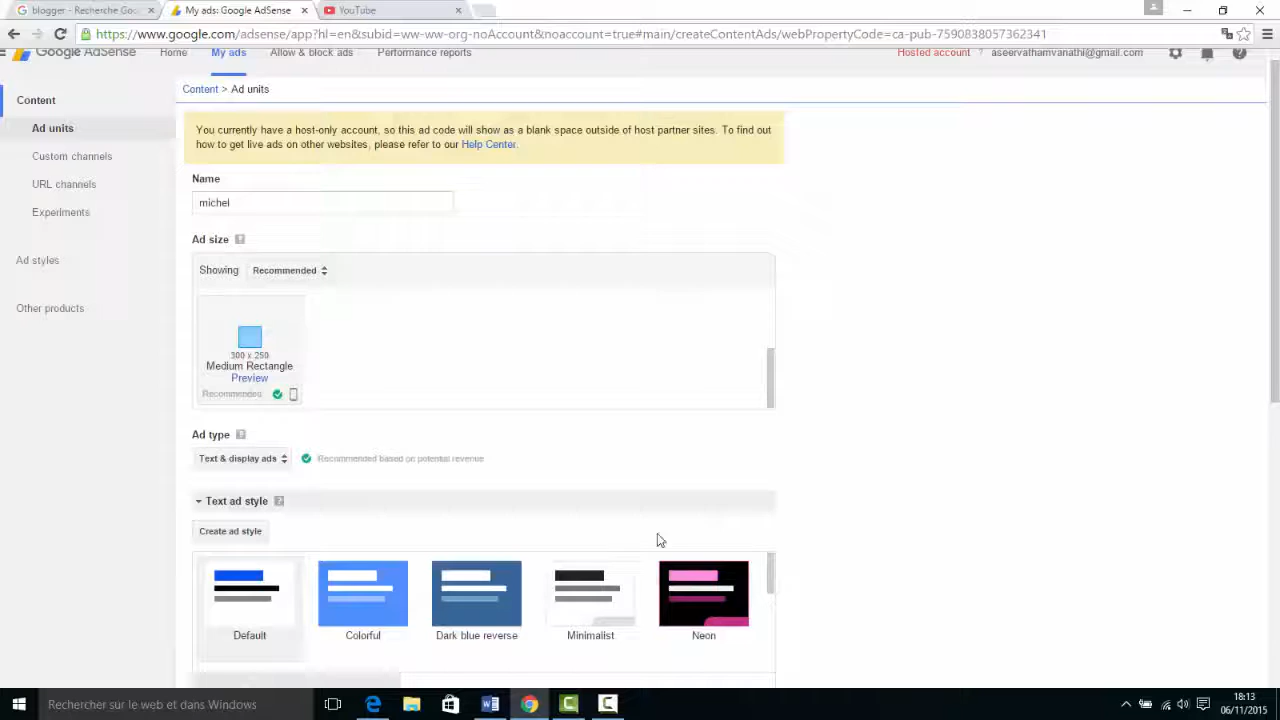 blogger - Recherche Goo
My ads: Google AdSense
YouTube
https://www.google.com/adsense/app?hl=en&subid=ww-ww-org-noAccount&noaccount=true#main/createContentAds/webPropertyCode=ca-pub-7590838057362341
Google AdSense
Home
My ads
Allow & block ads
Performance reports
Hosted account
?
aseervathamvanathi@gmail.com
Content
Ad units
Custom channels
URL channels
Experiments
Ad styles
Other products
Content > Ad units
You currently have a host-only account, so this ad code will show as a blank space outside of host partner sites. To find out
how to get live ads on other websites, please refer to our Help Center.
Name
michel
Ad size ?
Showing Recommended
300 x 250
Medium Rectangle
Preview
Recommended
Ad type ?
Text & display ads
Recommended based on potential revenue
Text ad style ?
Create ad style
Default
Colorful
Dark blue reverse
Minimalist
Neon
Rechercher sur le web et dans Windows
18:13
06/11/2015